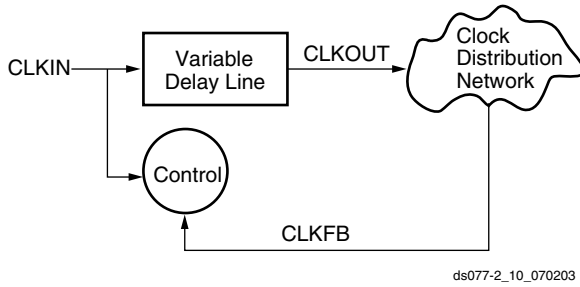 CLKIN
Variable
Delay Line
CLKOUT
Clock
Distribution
Network
Control
CLKFB
ds077-2_10_070203